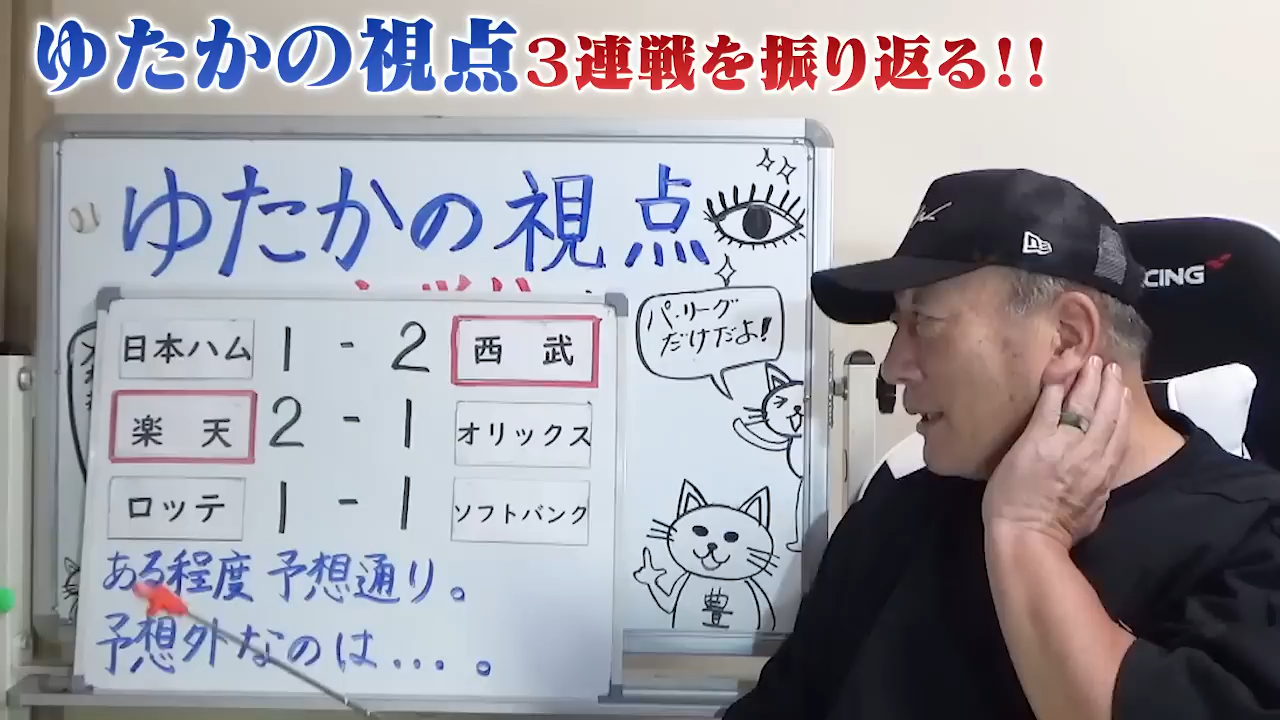 ゆたかの視点3連戦を振り返る!!
ゆたかの視点
パ・リーグ
だけだよ!!
日本ハム 1 - 2 西 武
楽 天 2 - 1 オリックス
ロッテ 1 - 1 ソフトバンク
ある程度 予想通り。
予想外なのは...。
豊
CING